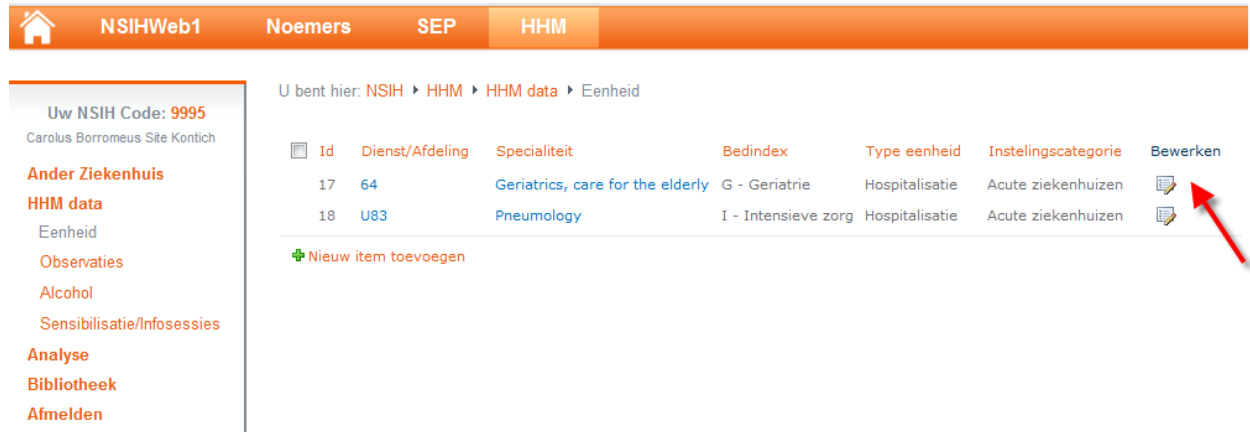 NSIHWeb1 Noemers SEP HHM
U bent hier: NSIH HHM HHM data Eenheid
Uw NSIH Code: 9995
Carolus Borromeus Site Kontich
Ander Ziekenhuis
HHM data
Eenheid
Observaties
Alcohol
Sensibilisatie/Infosessies
Analyse
Bibliotheek
Afmelden
Id Dienst/Afdeling Specialiteit Bedindex Type eenheid Instelingscategorie Bewerken
17 64 Geriatrics, care for the elderly G - Geriatrie Hospitalisatie Acute ziekenhuizen
18 U83 Pneumology I - Intensieve zorg Hospitalisatie Acute ziekenhuizen
Nieuw item toevoegen